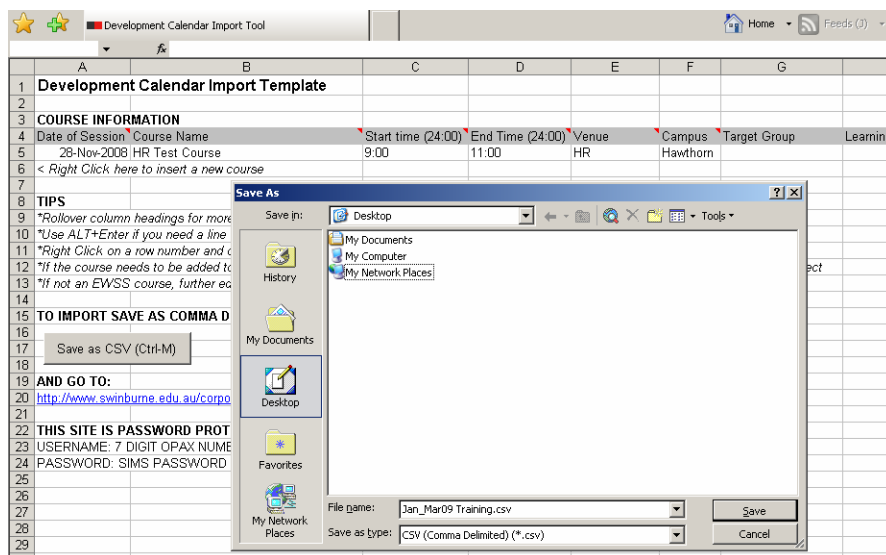 Development Calendar Import Tool
Home
Feeds (J)
fx
A B C D E F G
1 Development Calendar Import Template
2
3 COURSE INFORMATION
4 Date of Session Course Name Start time (24:00) End Time (24:00) Venue Campus Target Group Learnin
5 28-Nov-2008 HR Test Course 9:00 11:00 HR Hawthorn
6 < Right Click here to insert a new course
7
8 TIPS
9 *Rollover column headings for more
10 *Use ALT+Enter if you need a line
11 *Right Click on a row number and c
12 *If the course needs to be added to ect
13 *If not an EWSS course, further ed
14
15 TO IMPORT SAVE AS COMMA D
16
17 Save as CSV (Ctrl-M)
18
19 AND GO TO:
20 http://www.swinburne.edu.au/corpo
21
22 THIS SITE IS PASSWORD PROT
23 USERNAME: 7 DIGIT OPAX NUME
24 PASSWORD: SIMS PASSWORD
25
26
27
28
29
Save As
Save in: Desktop Tools
My Documents
My Computer
My Network Places
History
My Documents
Desktop
Favorites
My Network
Places
File name: Jan_Mar09 Training.csv Save
Save as type: CSV (Comma Delimited) (*.csv) Cancel